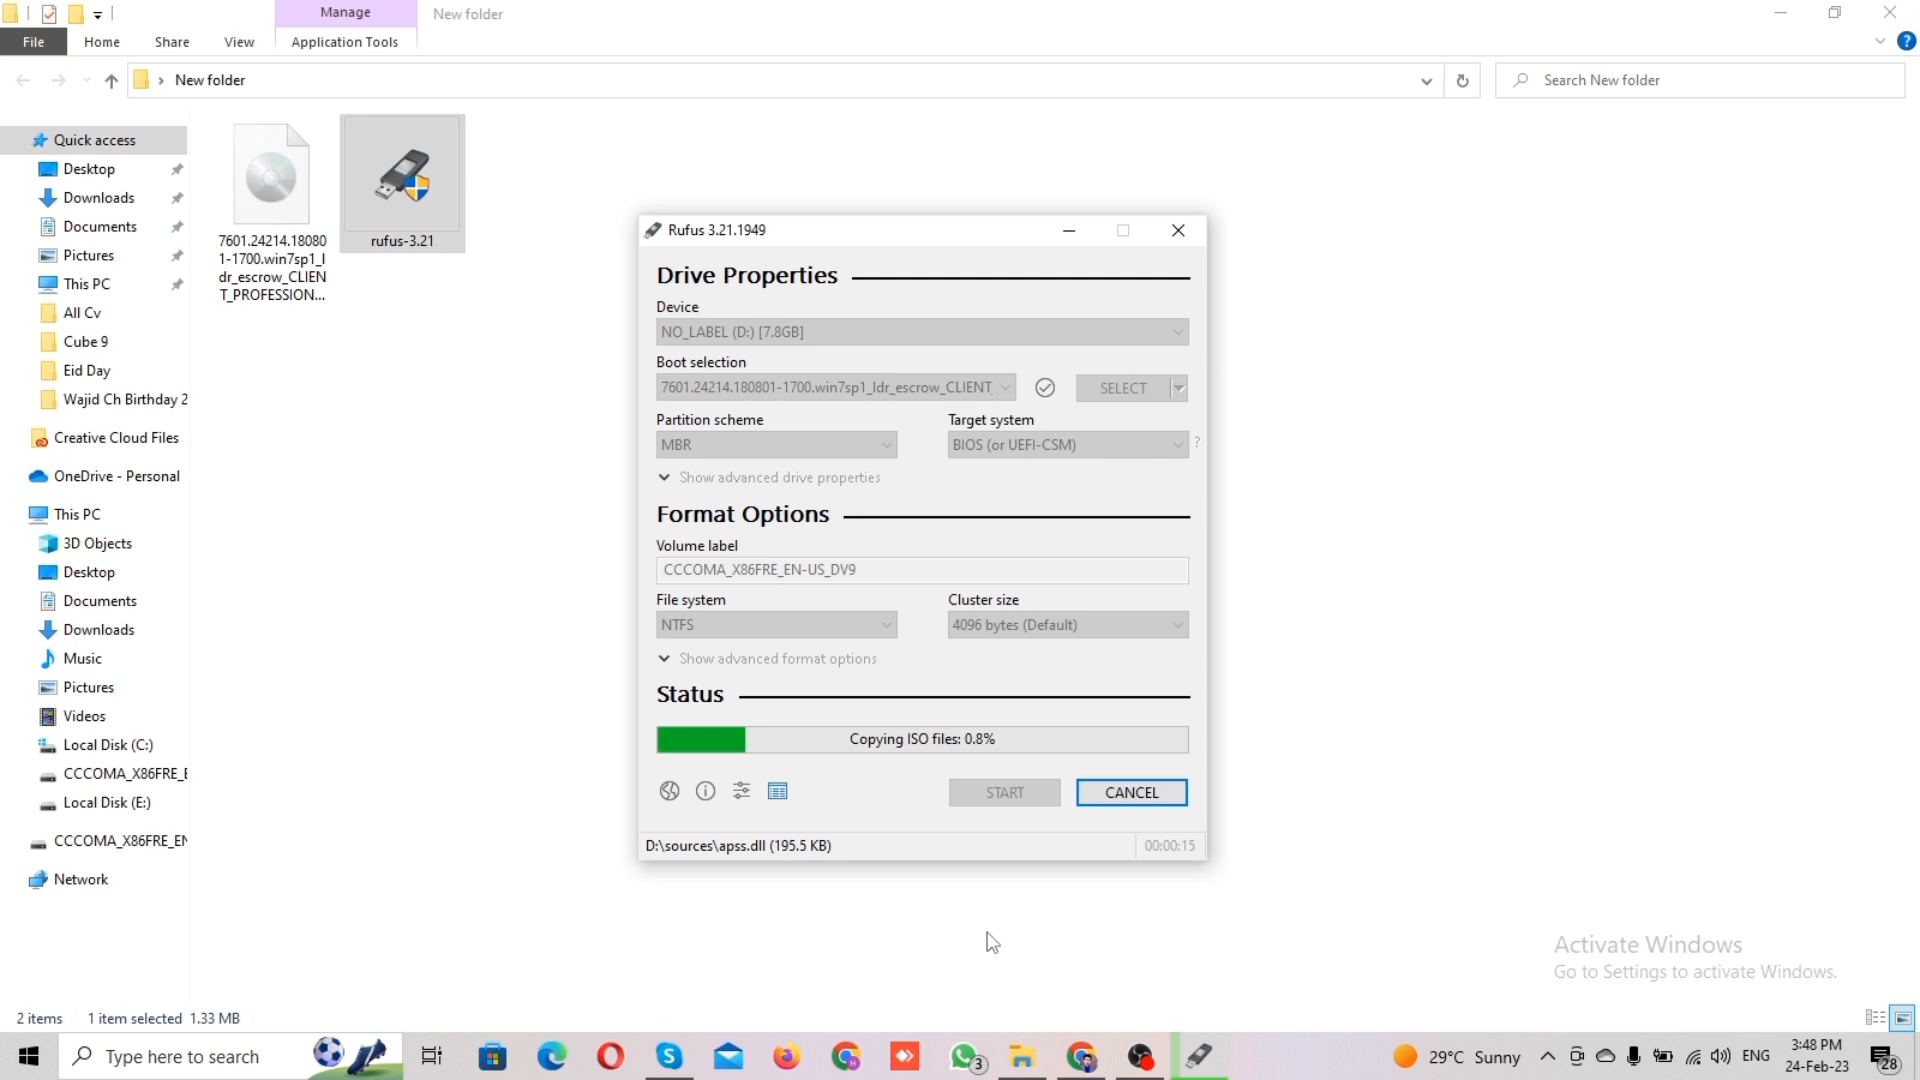 Manage
New folder
File
Home
Share
View
Application Tools
New folder
Search New folder
Quick access
Desktop
Downloads
Documents
Pictures
This PC
All Cv
Cube 9
Eid Day
Wajid Ch Birthday 2
Creative Cloud Files
OneDrive - Personal
This PC
3D Objects
Desktop
Documents
Downloads
Music
Pictures
Videos
Local Disk (C:)
CCCOMA_X86FRE_E
Local Disk (E:)
CCCOMA_X86FRE_EN
Network
7601.24214.18080
1-1700.win7sp1_l
dr_escrow_CLIEN
T_PROFESSION...
rufus-3.21
Rufus 3.21.1949
Drive Properties
Device
NO_LABEL (D:) [7.8GB]
Boot selection
7601.24214.180801-1700.win7sp1_ldr_escrow_CLIENT_
SELECT
Partition scheme
Target system
MBR
BIOS (or UEFI-CSM)
?
Show advanced drive properties
Format Options
Volume label
CCCOMA_X86FRE_EN-US_DV9
File system
Cluster size
NTFS
4096 bytes (Default)
Show advanced format options
Status
Copying ISO files: 0.8%
START
CANCEL
D:\sources\apss.dll (195.5 KB)
00:00:15
Activate Windows
Go to Settings to activate Windows.
2 items
1 item selected 1.33 MB
Type here to search
3
29°C Sunny
ENG
3:48 PM
24-Feb-23
28